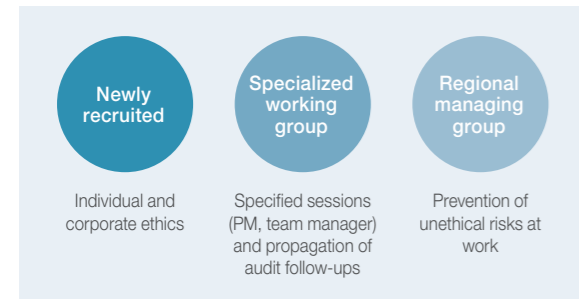 Newly
recruited
Specialized
working
group
Regional
managing
group
Individual and
corporate ethics
Specified sessions
(PM, team manager)
and propagation of
audit follow-ups
Prevention of
unethical risks at
work